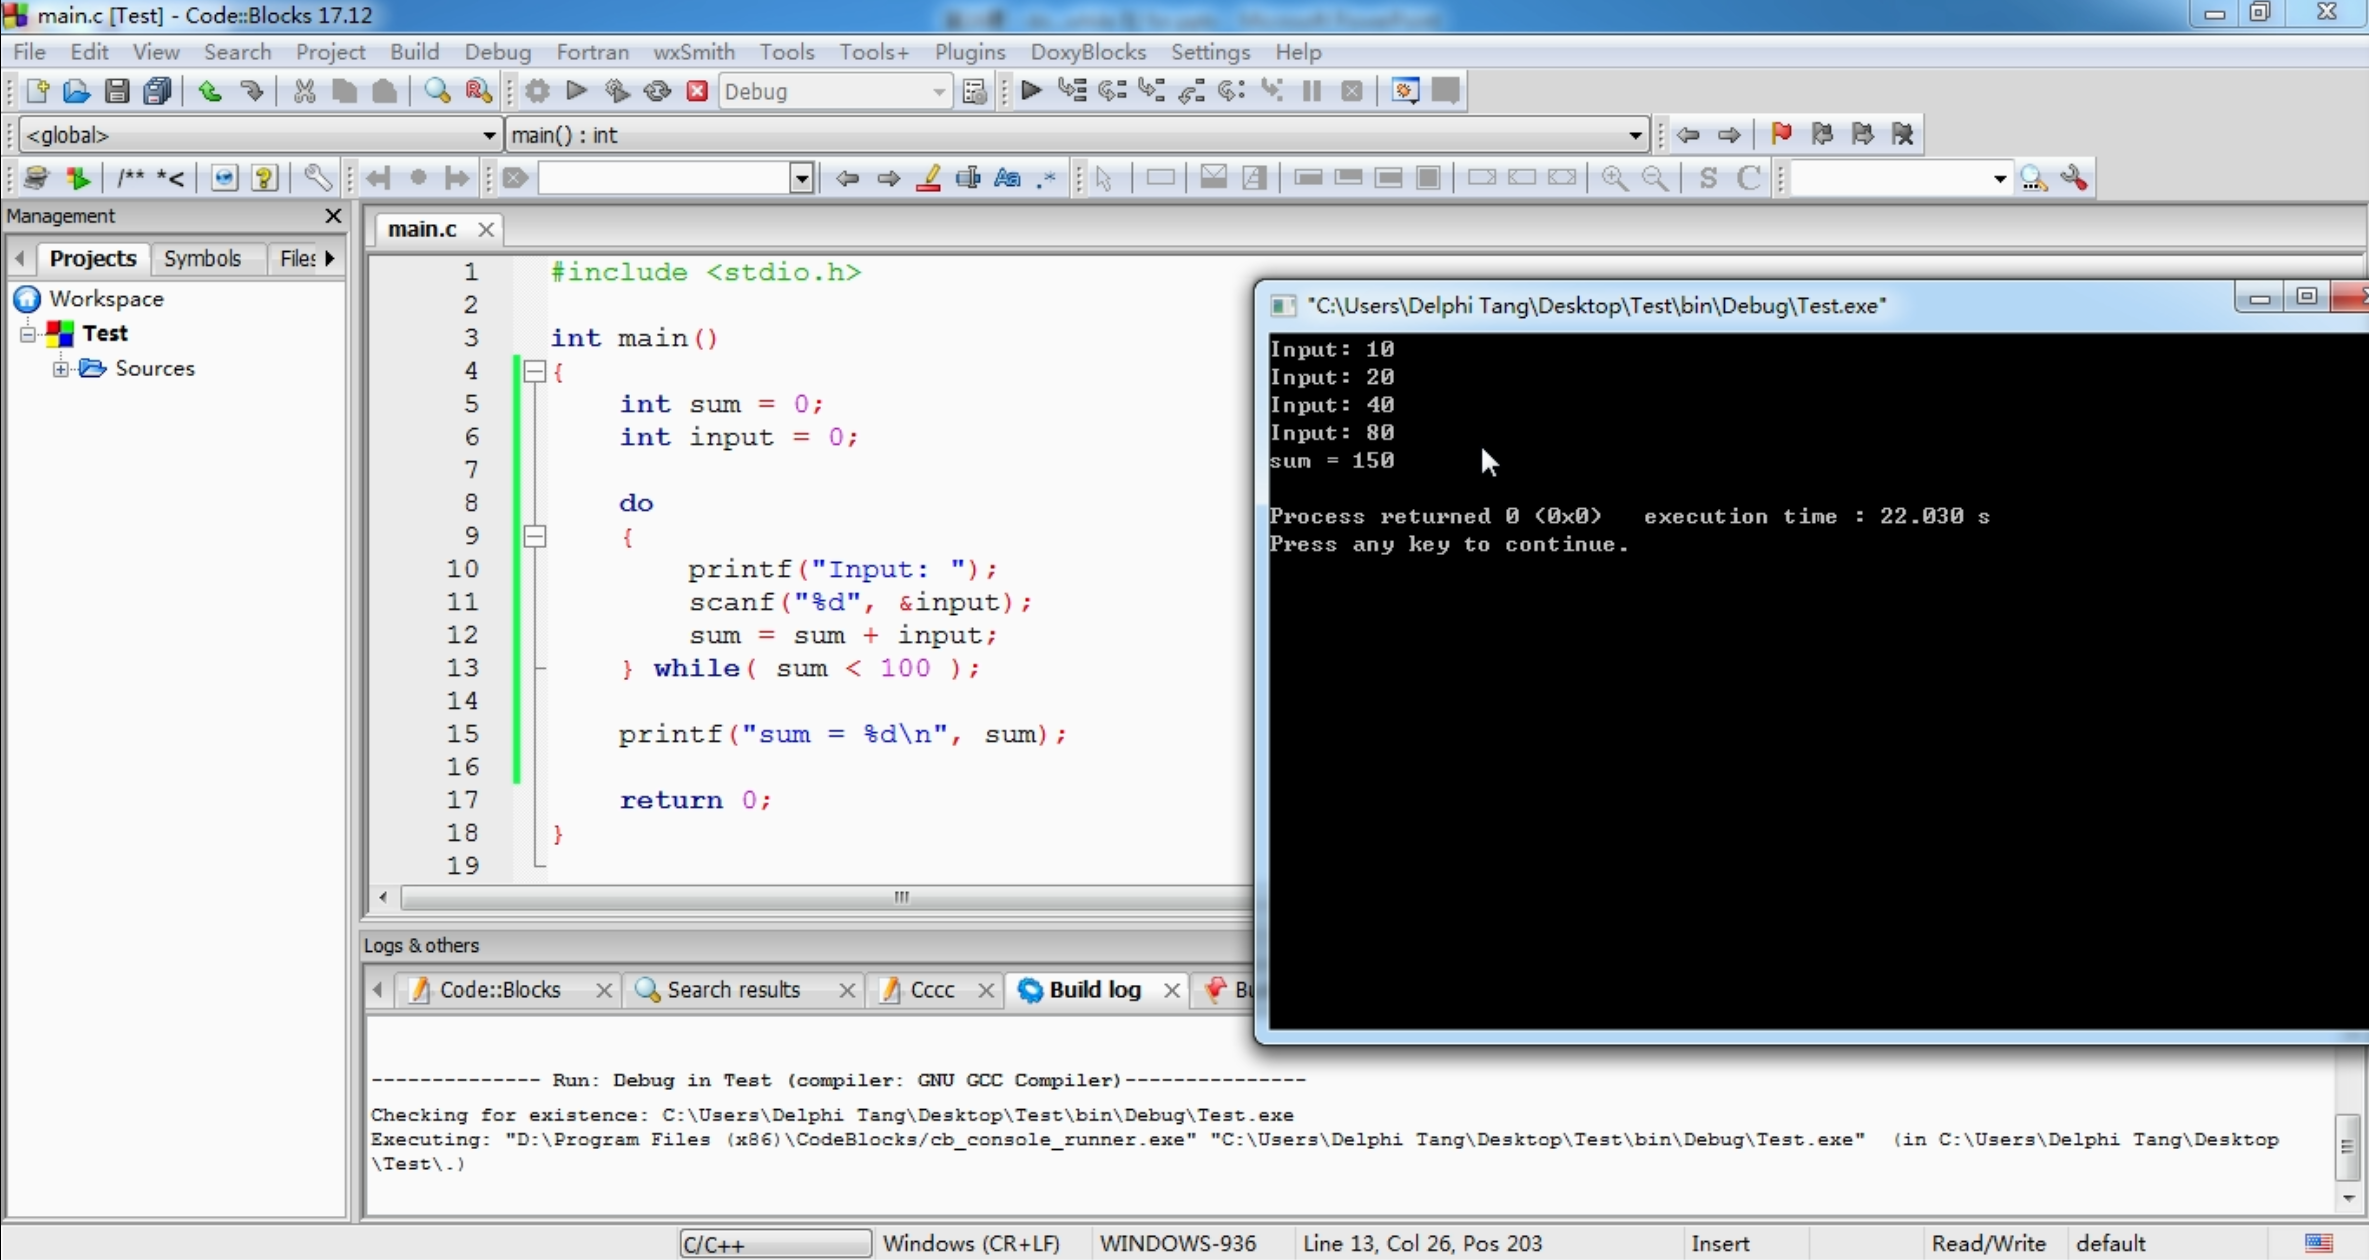 main.c [Test] - Code::Blocks 17.12
File Edit View Search Project Build Debug Fortran wxSmith Tools Tools+ Plugins DoxyBlocks Settings Help
Debug
<global> main() : int
/** *<
Management
Projects Symbols Files
Workspace
Test
Sources
main.c
1 #include <stdio.h>
2
3 int main()
4 {
5 int sum = 0;
6 int input = 0;
7
8 do
9 {
10 printf("Input: ");
11 scanf("%d", &input);
12 sum = sum + input;
13 } while( sum < 100 );
14
15 printf("sum = %d\n", sum);
16
17 return 0;
18 }
19
"C:\Users\Delphi Tang\Desktop\Test\bin\Debug\Test.exe"
Input: 10
Input: 20
Input: 40
Input: 80
sum = 150
Process returned 0 (0x0) execution time : 22.030 s
Press any key to continue.
Logs & others
Code::Blocks Search results Cccc Build log
-------------- Run: Debug in Test (compiler: GNU GCC Compiler)---------------
Checking for existence: C:\Users\Delphi Tang\Desktop\Test\bin\Debug\Test.exe
Executing: "D:\Program Files (x86)\CodeBlocks/cb_console_runner.exe" "C:\Users\Delphi Tang\Desktop\Test\bin\Debug\Test.exe" (in C:\Users\Delphi Tang\Desktop
\Test\.)
C/C++ Windows (CR+LF) WINDOWS-936 Line 13, Col 26, Pos 203 Insert Read/Write default